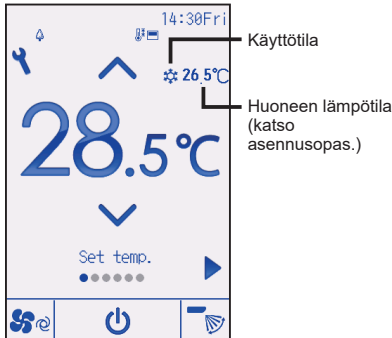 14:30Fri
Käyttötila
26.5°C
Huoneen lämpötila
(katso
asennusopas.)
28.5°C
Set temp.